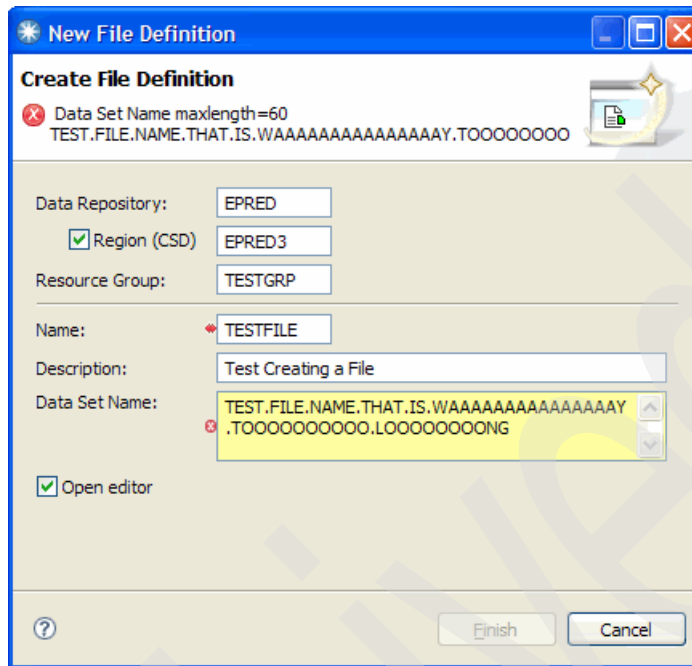 New File Definition
Create File Definition
Data Set Name maxlength=60
TEST.FILE.NAME.THAT.IS.WAAAAAAAAAAAAAAAY.TOOOOOOOO
Data Repository: EPRED
Region (CSD) EPRED3
Resource Group: TESTGRP
Name: TESTFILE
Description: Test Creating a File
Data Set Name: TEST.FILE.NAME.THAT.IS.WAAAAAAAAAAAAAAAY
.TOOOOOOOOOO.LOOOOOOOONG
Open editor
Finish Cancel